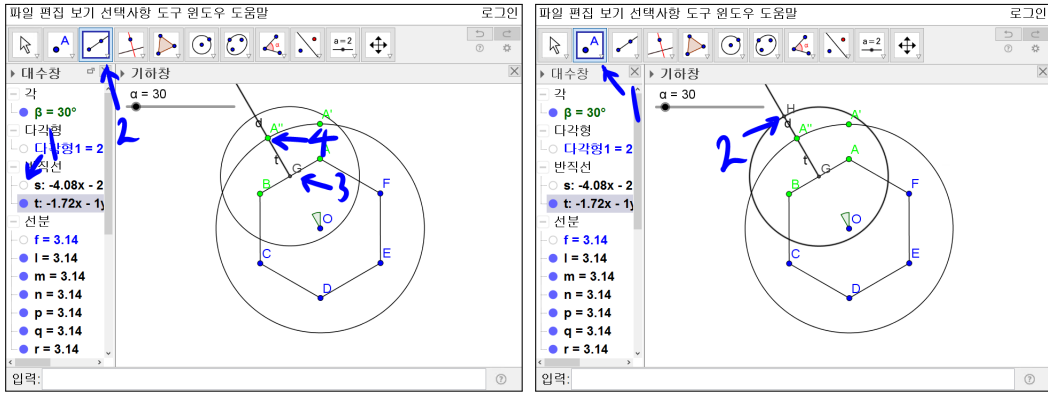 파일 편집 보기 선택사항 도구 윈도우 도움말 로그인
A a=2
▸ 대수창 ▸ 기하창
각
β = 30°
다각형
다각형1 = 2
반직선
s: -4.08x - 2
t: -1.72x - 1y
선분
f = 3.14
l = 3.14
m = 3.14
n = 3.14
p = 3.14
q = 3.14
r = 3.14
α = 30
d A' A'' A t G B F O C E D
1 2 3 4
입력:
파일 편집 보기 선택사항 도구 윈도우 도움말 로그인
A a=2
▸ 대수창 ▸ 기하창
각
β = 30°
다각형
다각형1 = 2
반직선
s: -4.08x - 2
t: -1.72x - 1y
선분
f = 3.14
l = 3.14
m = 3.14
n = 3.14
p = 3.14
q = 3.14
r = 3.14
α = 30
H d A' A'' A t G B F O C E D
1 2
입력: